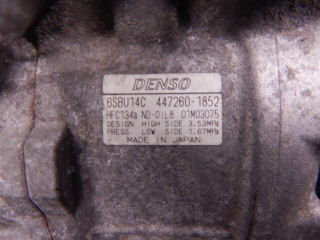 DENSO
6SBU14C 447260-1852
HFC134a ND-OIL8 01M03075
DESIGN HIGH SIDE 3.53MPa
PRESS LOW SIDE 1.67MPa
MADE IN JAPAN